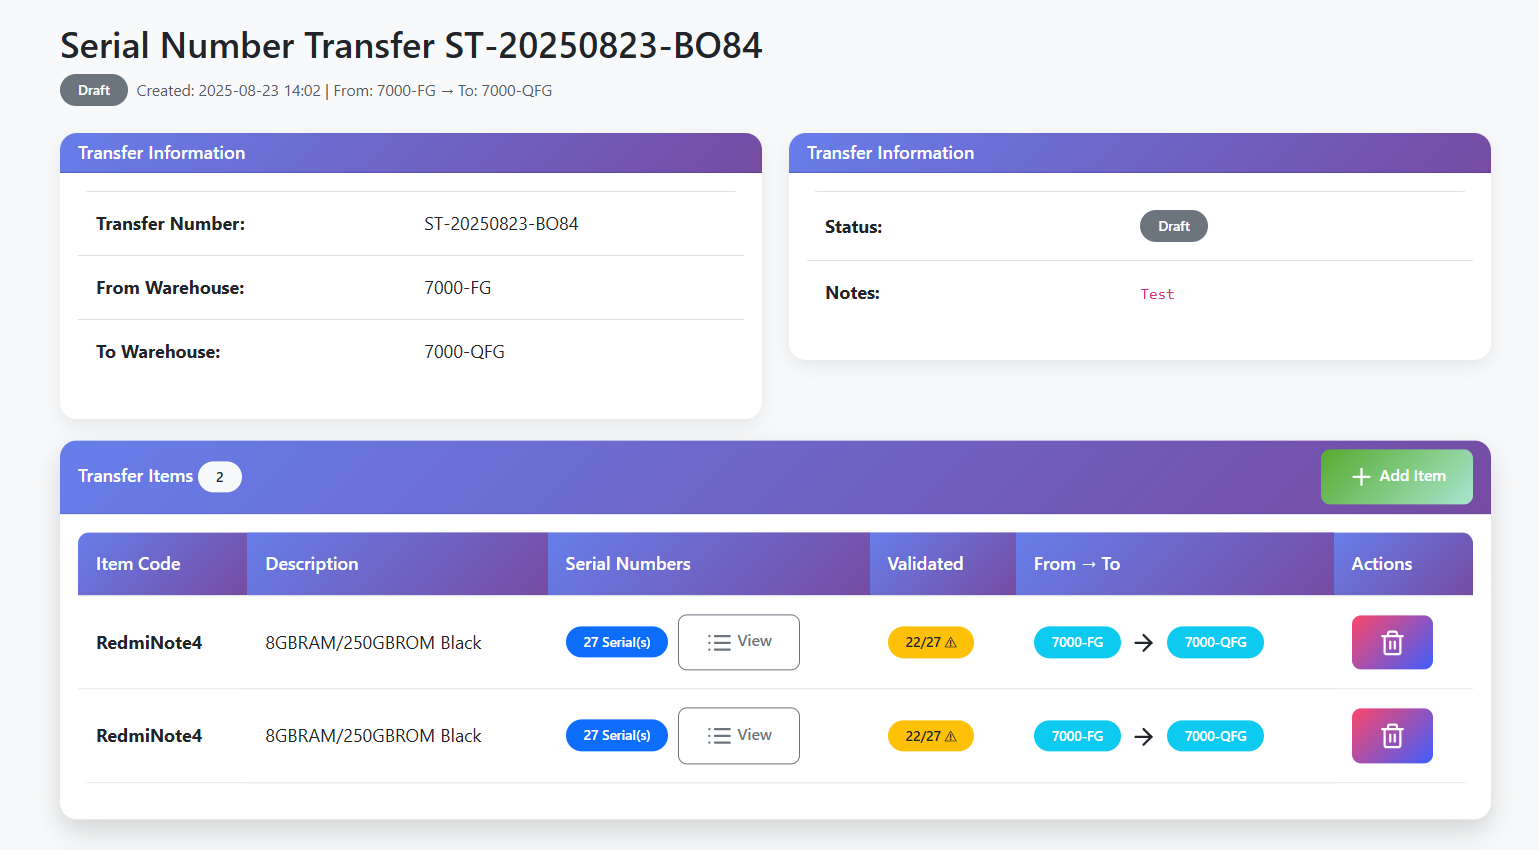 Serial Number Transfer ST-20250823-BO84
Draft Created: 2025-08-23 14:02 | From: 7000-FG → To: 7000-QFG
Transfer Information
Transfer Number: ST-20250823-BO84
From Warehouse: 7000-FG
To Warehouse: 7000-QFG
Transfer Information
Status: Draft
Notes: Test
Transfer Items 2 + Add Item
Item Code Description Serial Numbers Validated From → To Actions
RedmiNote4 8GBRAM/250GBROM Black 27 Serial(s) View 22/27 ⚠ 7000-FG → 7000-QFG
RedmiNote4 8GBRAM/250GBROM Black 27 Serial(s) View 22/27 ⚠ 7000-FG → 7000-QFG